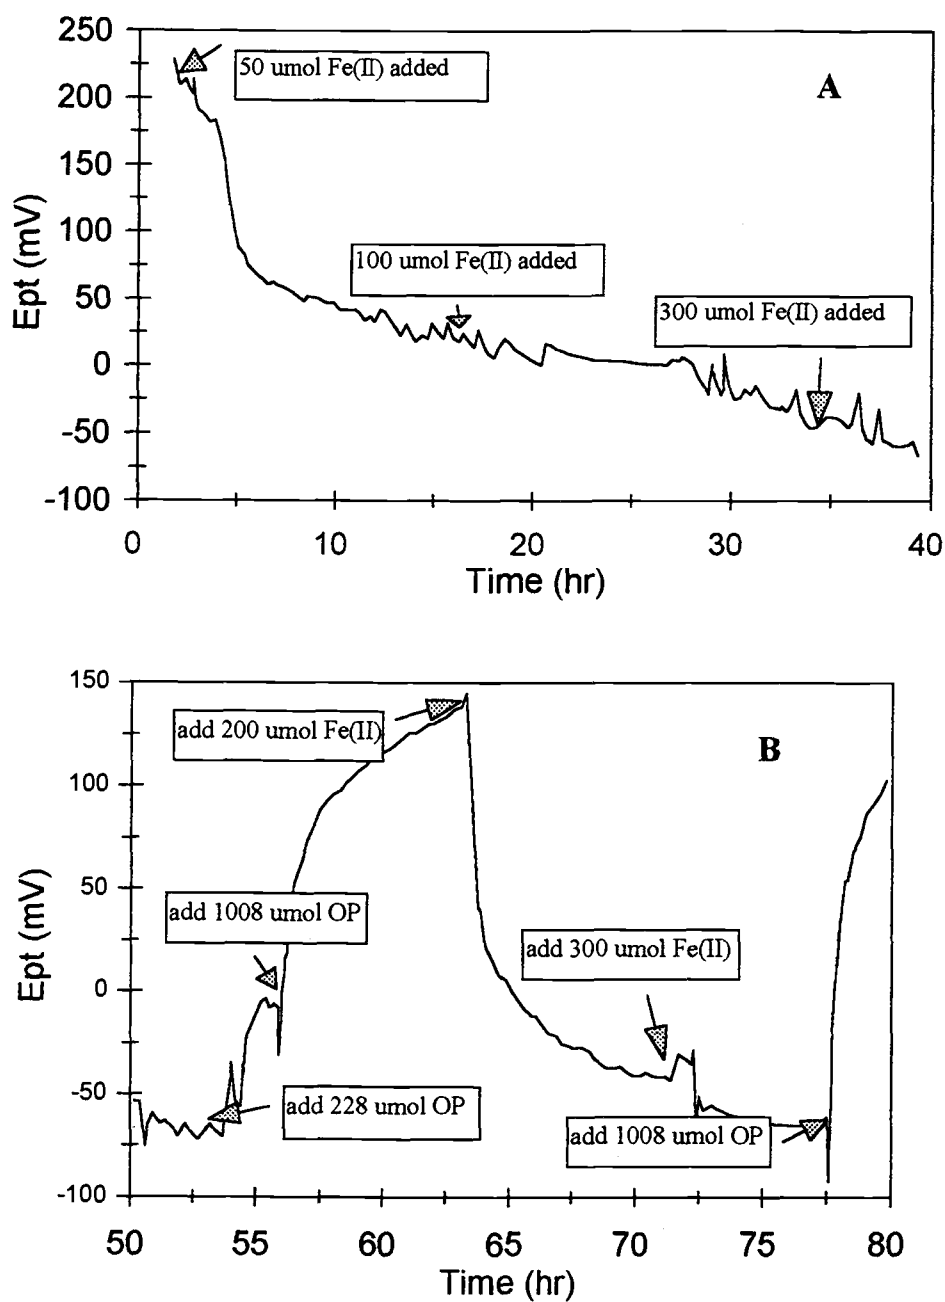 250
200
150
100
50
0
-50
-100
Ept (mV)
50 umol Fe(II) added
A
100 umol Fe(II) added
300 umol Fe(II) added
0 10 20 30 40
Time (hr)
150
100
50
0
-50
-100
Ept (mV)
add 200 umol Fe(II)
B
add 1008 umol OP
add 300 umol Fe(II)
add 228 umol OP
add 1008 umol OP
50 55 60 65 70 75 80
Time (hr)